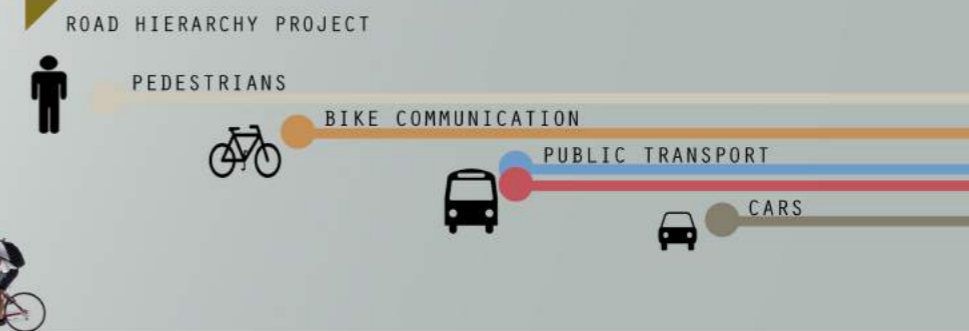 ROAD HIERARCHY PROJECT
PEDESTRIANS
BIKE COMMUNICATION
PUBLIC TRANSPORT
CARS